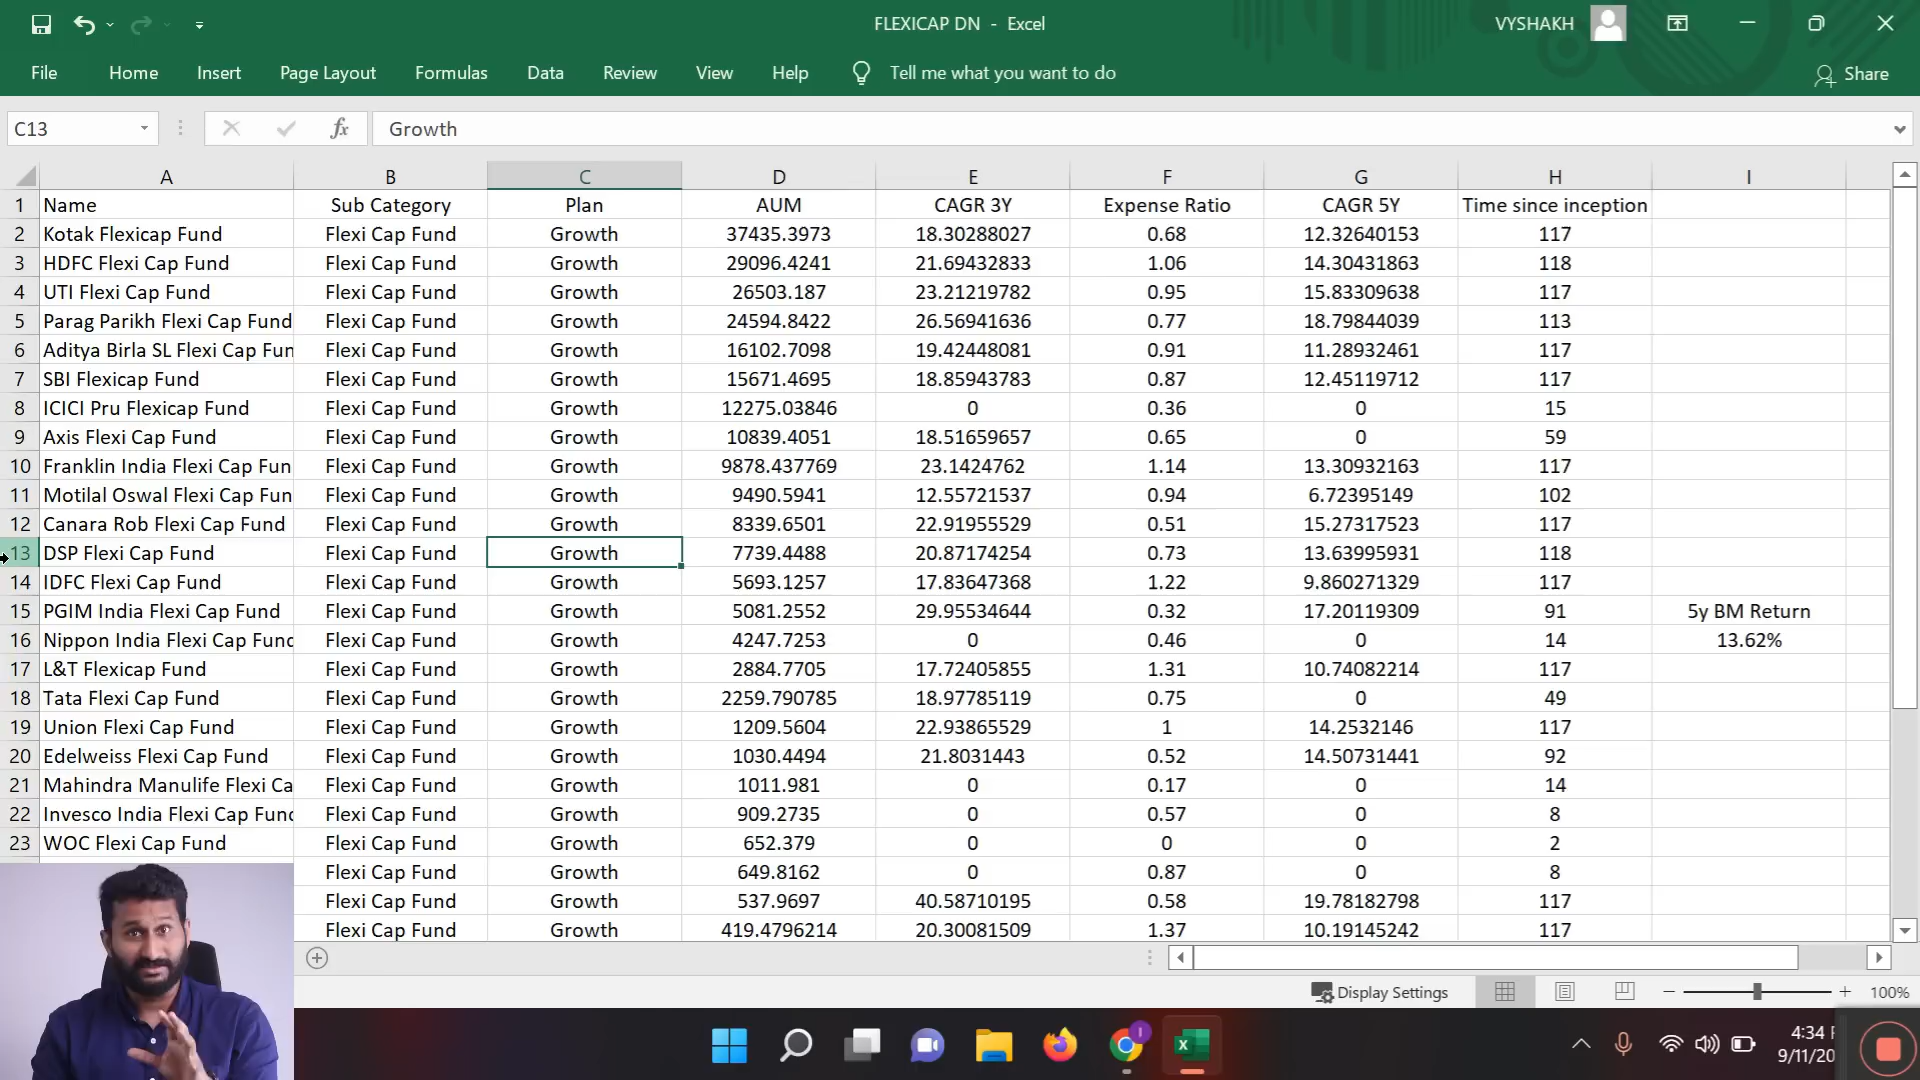 FLEXICAP DN - Excel
VYSHAKH
File Home Insert Page Layout Formulas Data Review View Help Tell me what you want to do Share
C13 fx Growth
A B C D E F G H I
1 Name Sub Category Plan AUM CAGR 3Y Expense Ratio CAGR 5Y Time since inception
2 Kotak Flexicap Fund Flexi Cap Fund Growth 37435.3973 18.30288027 0.68 12.32640153 117
3 HDFC Flexi Cap Fund Flexi Cap Fund Growth 29096.4241 21.69432833 1.06 14.30431863 118
4 UTI Flexi Cap Fund Flexi Cap Fund Growth 26503.187 23.21219782 0.95 15.83309638 117
5 Parag Parikh Flexi Cap Fund Flexi Cap Fund Growth 24594.8422 26.56941636 0.77 18.79844039 113
6 Aditya Birla SL Flexi Cap Fun Flexi Cap Fund Growth 16102.7098 19.42448081 0.91 11.28932461 117
7 SBI Flexicap Fund Flexi Cap Fund Growth 15671.4695 18.85943783 0.87 12.45119712 117
8 ICICI Pru Flexicap Fund Flexi Cap Fund Growth 12275.03846 0 0.36 0 15
9 Axis Flexi Cap Fund Flexi Cap Fund Growth 10839.4051 18.51659657 0.65 0 59
10 Franklin India Flexi Cap Fun Flexi Cap Fund Growth 9878.437769 23.1424762 1.14 13.30932163 117
11 Motilal Oswal Flexi Cap Fun Flexi Cap Fund Growth 9490.5941 12.55721537 0.94 6.72395149 102
12 Canara Rob Flexi Cap Fund Flexi Cap Fund Growth 8339.6501 22.91955529 0.51 15.27317523 117
13 DSP Flexi Cap Fund Flexi Cap Fund Growth 7739.4488 20.87174254 0.73 13.63995931 118
14 IDFC Flexi Cap Fund Flexi Cap Fund Growth 5693.1257 17.83647368 1.22 9.860271329 117
15 PGIM India Flexi Cap Fund Flexi Cap Fund Growth 5081.2552 29.95534644 0.32 17.20119309 91 5y BM Return
16 Nippon India Flexi Cap Fund Flexi Cap Fund Growth 4247.7253 0 0.46 0 14 13.62%
17 L&T Flexicap Fund Flexi Cap Fund Growth 2884.7705 17.72405855 1.31 10.74082214 117
18 Tata Flexi Cap Fund Flexi Cap Fund Growth 2259.790785 18.97785119 0.75 0 49
19 Union Flexi Cap Fund Flexi Cap Fund Growth 1209.5604 22.93865529 1 14.2532146 117
20 Edelweiss Flexi Cap Fund Flexi Cap Fund Growth 1030.4494 21.8031443 0.52 14.50731441 92
21 Mahindra Manulife Flexi Ca Flexi Cap Fund Growth 1011.981 0 0.17 0 14
22 Invesco India Flexi Cap Fund Flexi Cap Fund Growth 909.2735 0 0.57 0 8
23 WOC Flexi Cap Fund Flexi Cap Fund Growth 652.379 0 0 0 2
Flexi Cap Fund Growth 649.8162 0 0.87 0 8
Flexi Cap Fund Growth 537.9697 40.58710195 0.58 19.78182798 117
Flexi Cap Fund Growth 419.4796214 20.30081509 1.37 10.19145242 117
Display Settings 100%
4:34
9/11/20